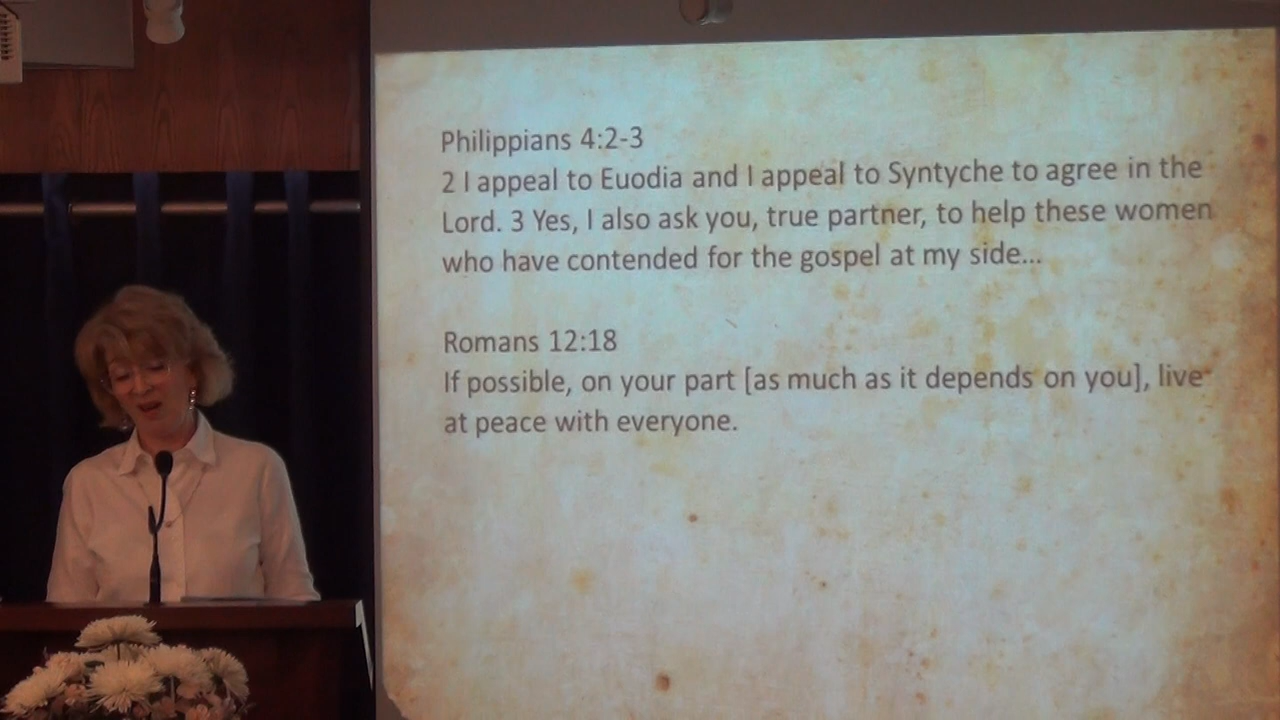 Philippians 4:2-3
2 I appeal to Euodia and I appeal to Syntyche to agree in the
Lord. 3 Yes, I also ask you, true partner, to help these women
who have contended for the gospel at my side...
Romans 12:18
If possible, on your part [as much as it depends on you], live
at peace with everyone.